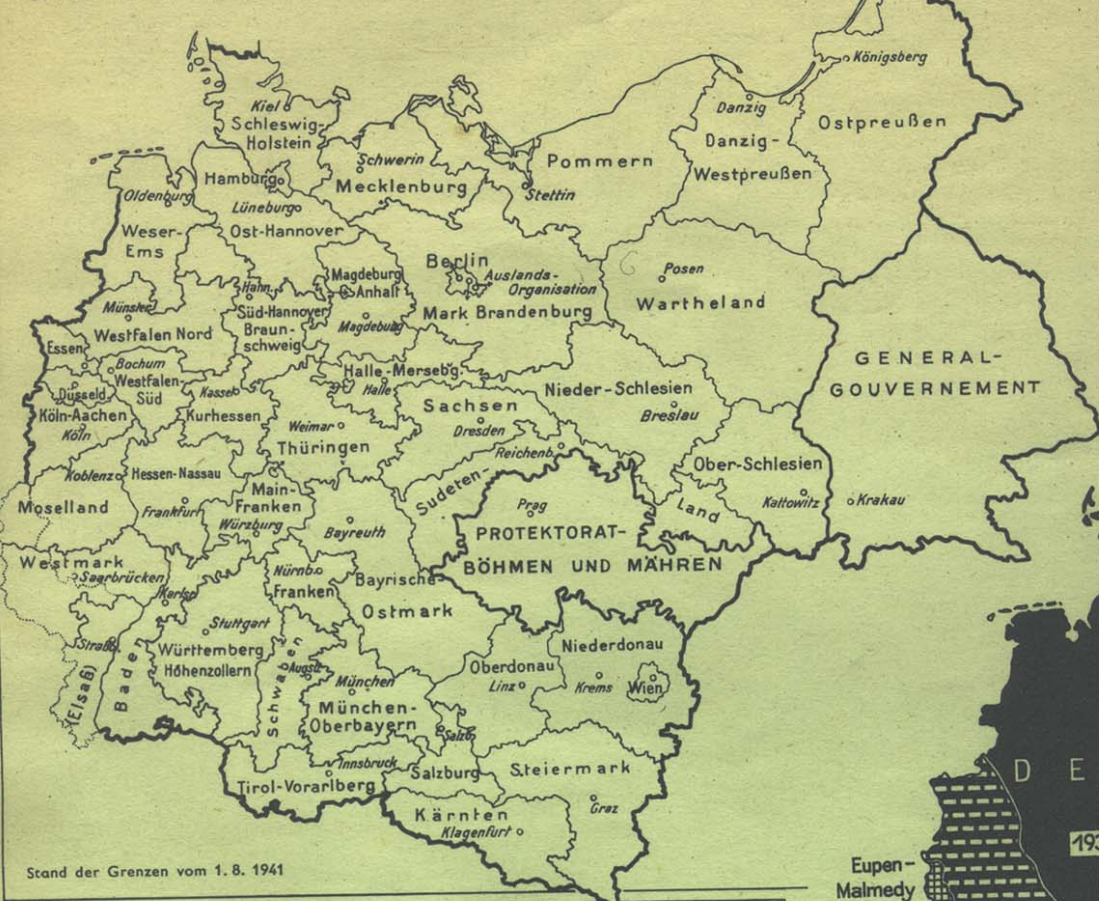 Königsberg
Kiel
Schleswig-
Holstein
Danzig
Danzig-
Westpreußen
Ostpreußen
Schwerin
Mecklenburg
Pommern
Stettin
Hamburg
Oldenburg
Lüneburg
Weser-
Ems
Ost-Hannover
Berlin
Auslands-
Organisation
Mark Brandenburg
Magdeburg
Anhalt
Magdeburg
Posen
Wartheland
Hahn.
Süd-Hannover
Braun-
schweig
Münster
Westfalen Nord
Essen
Bochum
Westfalen-
Süd
Düsseld.
Köln-Aachen
Köln
Kassel
Kurhessen
Halle-Mersebg.
Halle
Nieder-Schlesien
Breslau
GENERAL-
GOUVERNEMENT
Sachsen
Dresden
Weimar
Thüringen
Reichenb.
Ober-Schlesien
Kattowitz
Krakau
Koblenz
Hessen-Nassau
Moselland
Frankfurt
Main-
Franken
Würzburg
Bayreuth
Sudeten-
Land
Prag
PROTEKTORAT-
BÖHMEN UND MÄHREN
Westmark
Saarbrücken
Nürnb.
Franken
Bayrische
Ostmark
Karlsr.
Stuttgart
Württemberg
Hohenzollern
Straßb.
(Elsaß)
Baden
Schwaben
Augsb.
München
München-
Oberbayern
Oberdonau
Linz
Niederdonau
Krems
Wien
Salzb.
Innsbruck
Tirol-Vorarlberg
Salzburg
Steiermark
Graz
Kärnten
Klagenfurt
Stand der Grenzen vom 1. 8. 1941
D E
193
Eupen-
Malmedy